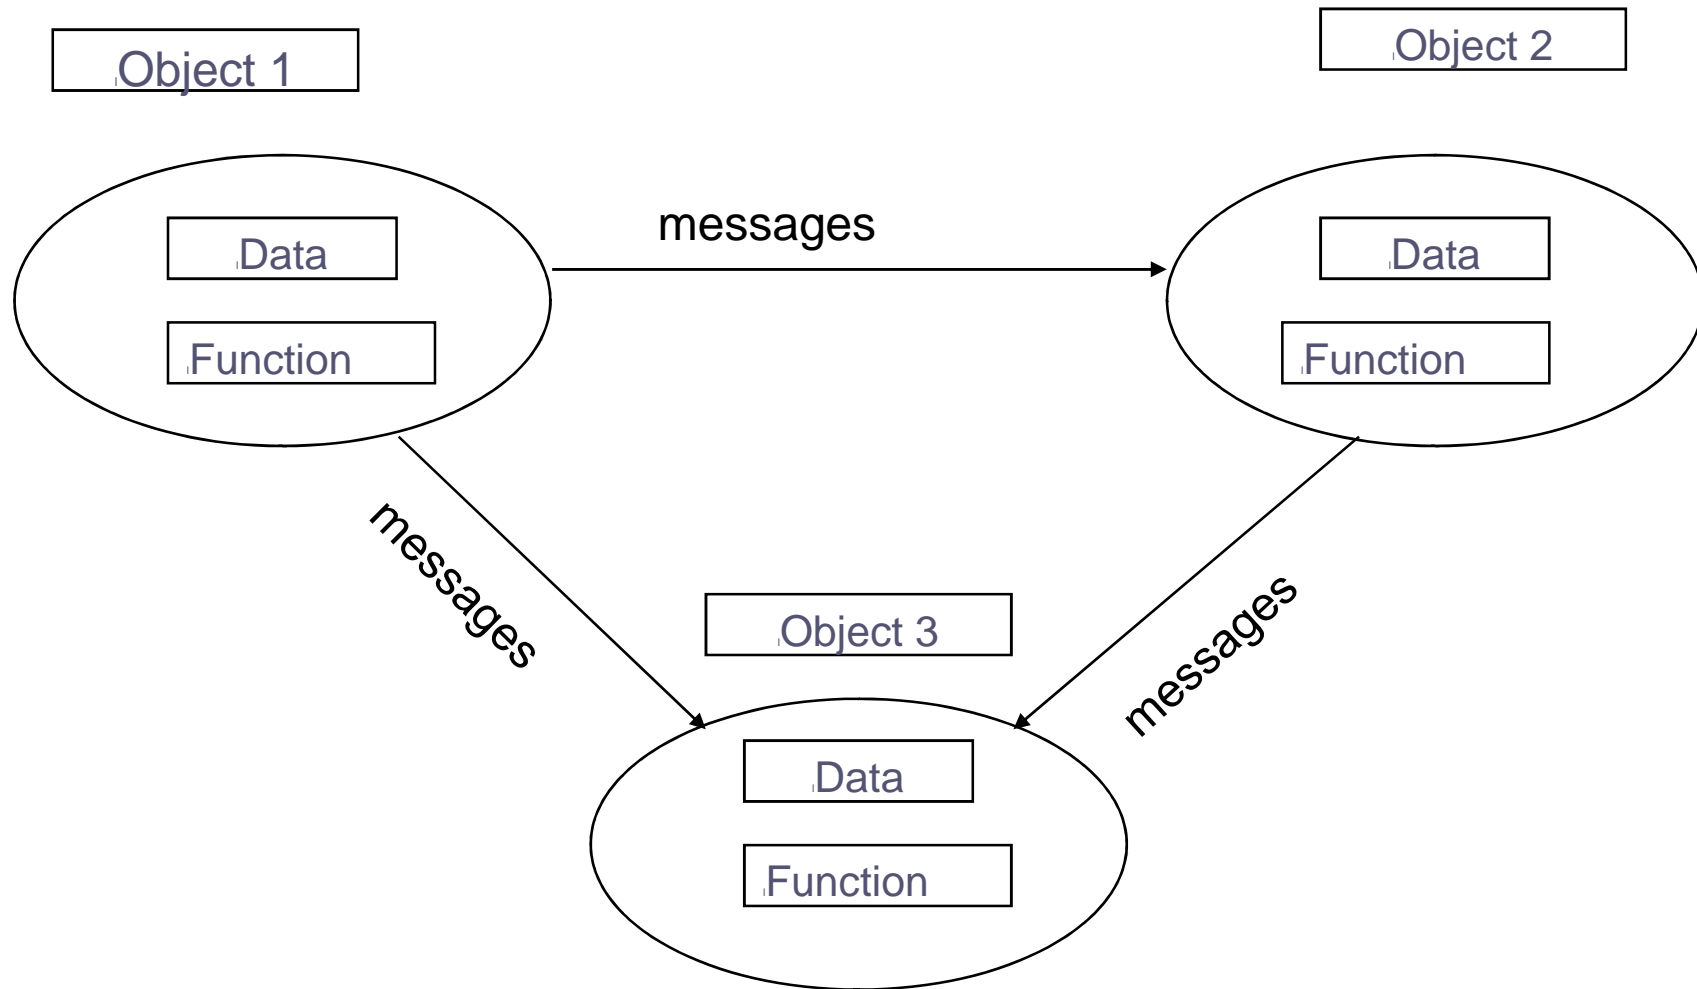 Object 1
Object 2
Data
messages
Data
Function
Function
messages
messages
Object 3
Data
Function